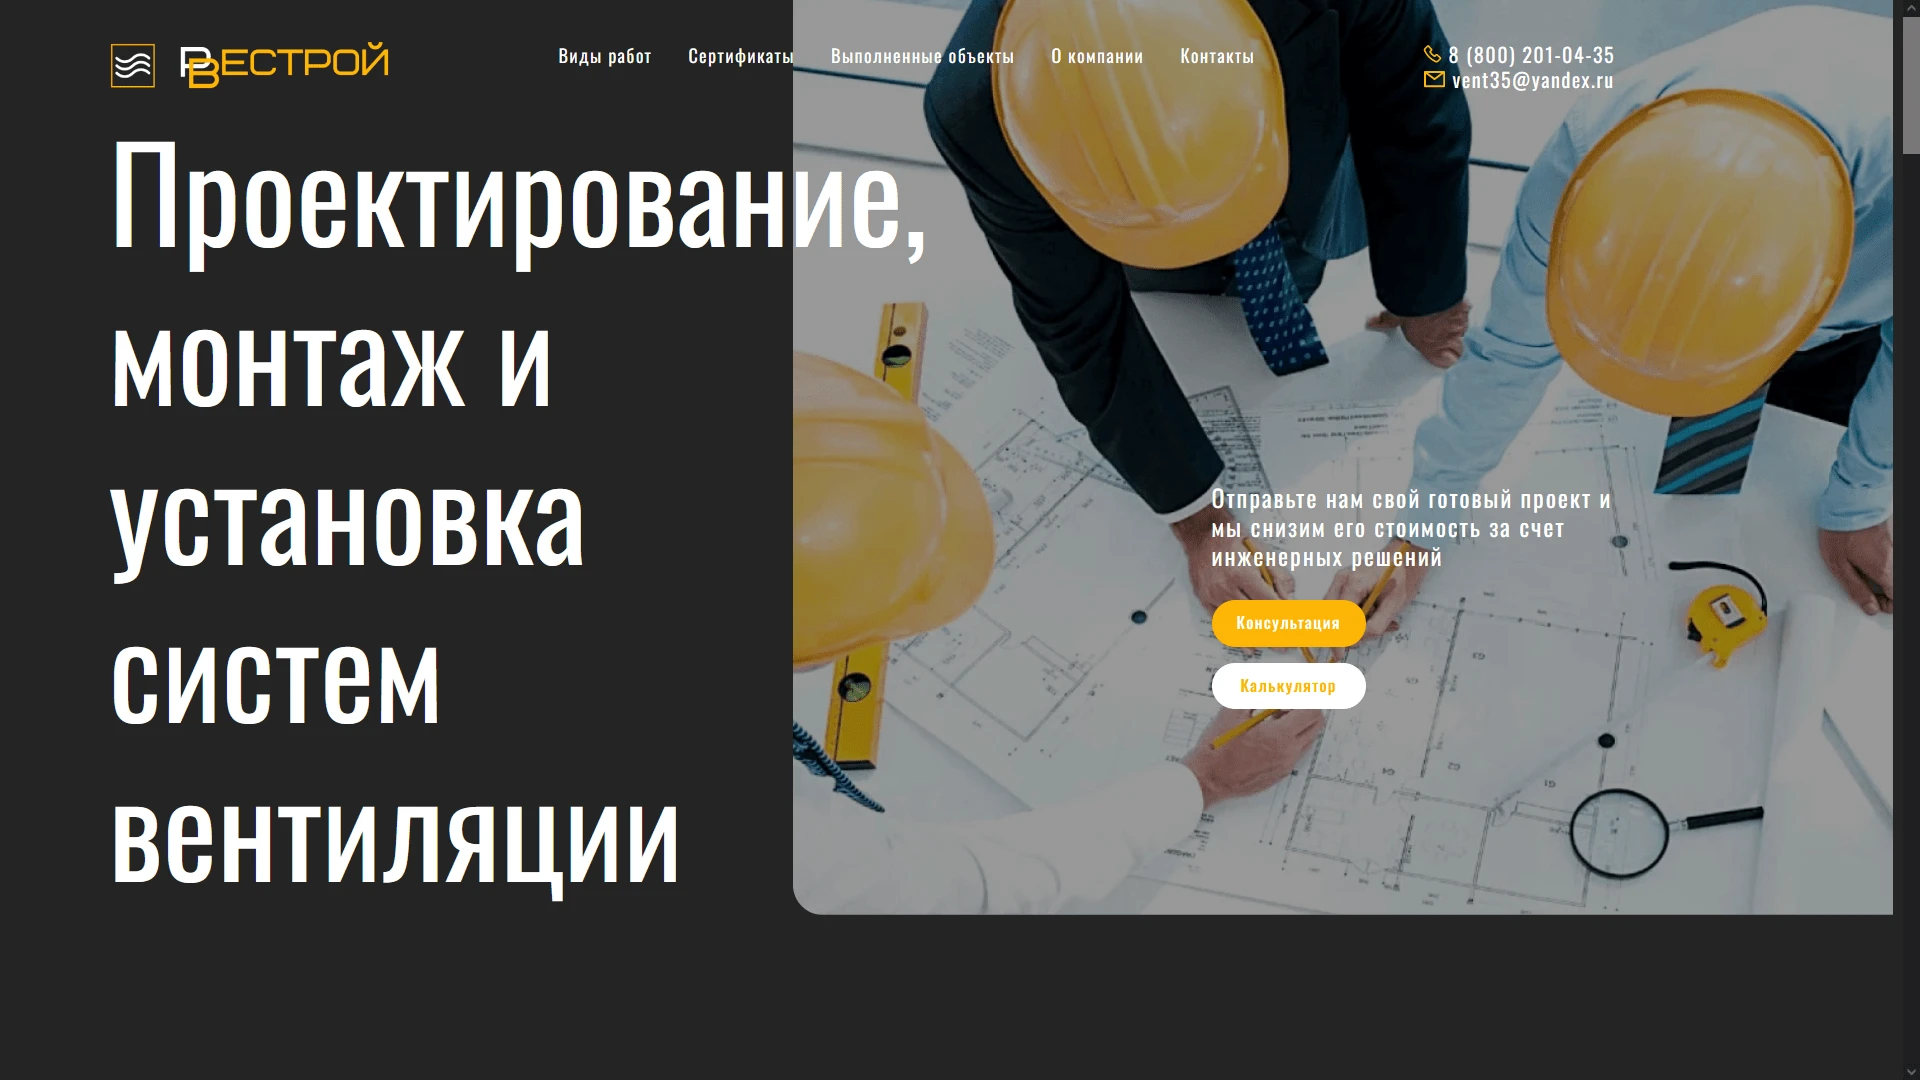 РВЕСТРОЙ
Виды работ
Сертификаты
Выполненные объекты
О компании
Контакты
8 (800) 201-04-35
vent35@yandex.ru
Проектирование,
монтаж и
установка
систем
вентиляции
Отправьте нам свой готовый проект и
мы снизим его стоимость за счет
инженерных решений
Консультация
Калькулятор